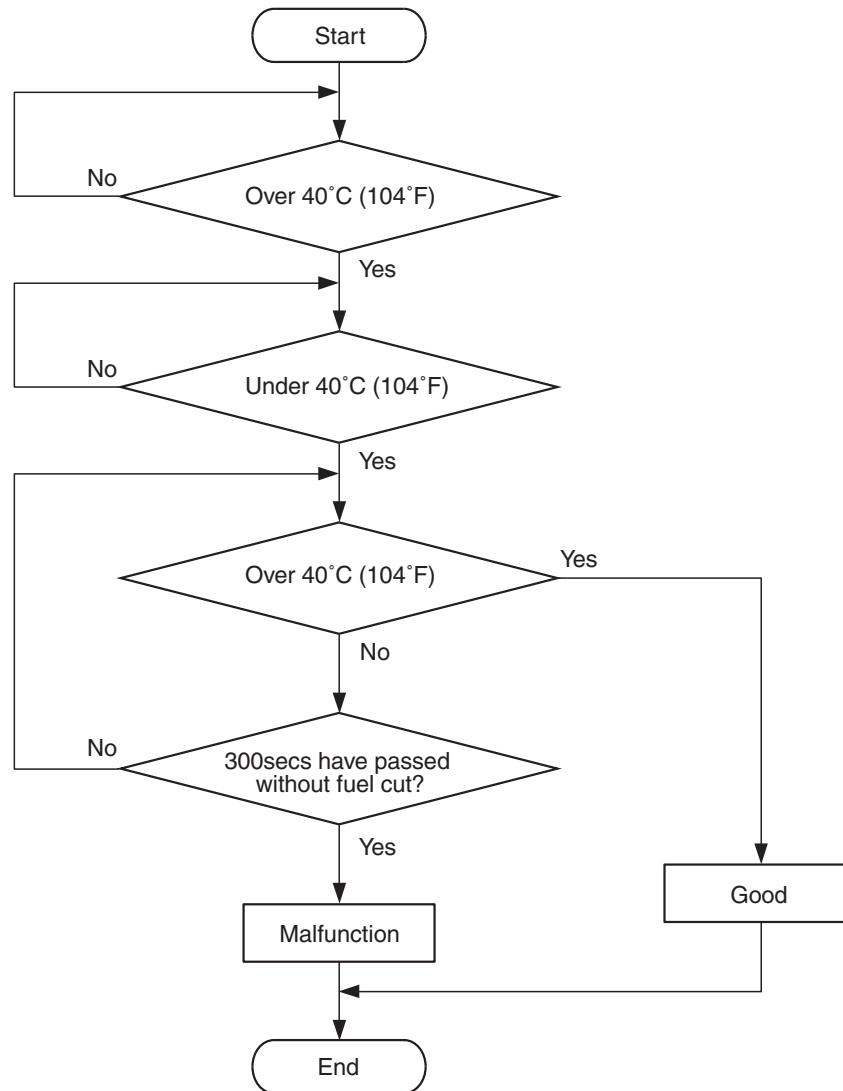 Start
No
Over 40˚C (104˚F)
Yes
No
Under 40˚C (104˚F)
Yes
Over 40˚C (104˚F)
Yes
No
No
300secs have passed
without fuel cut?
Yes
Good
Malfunction
End